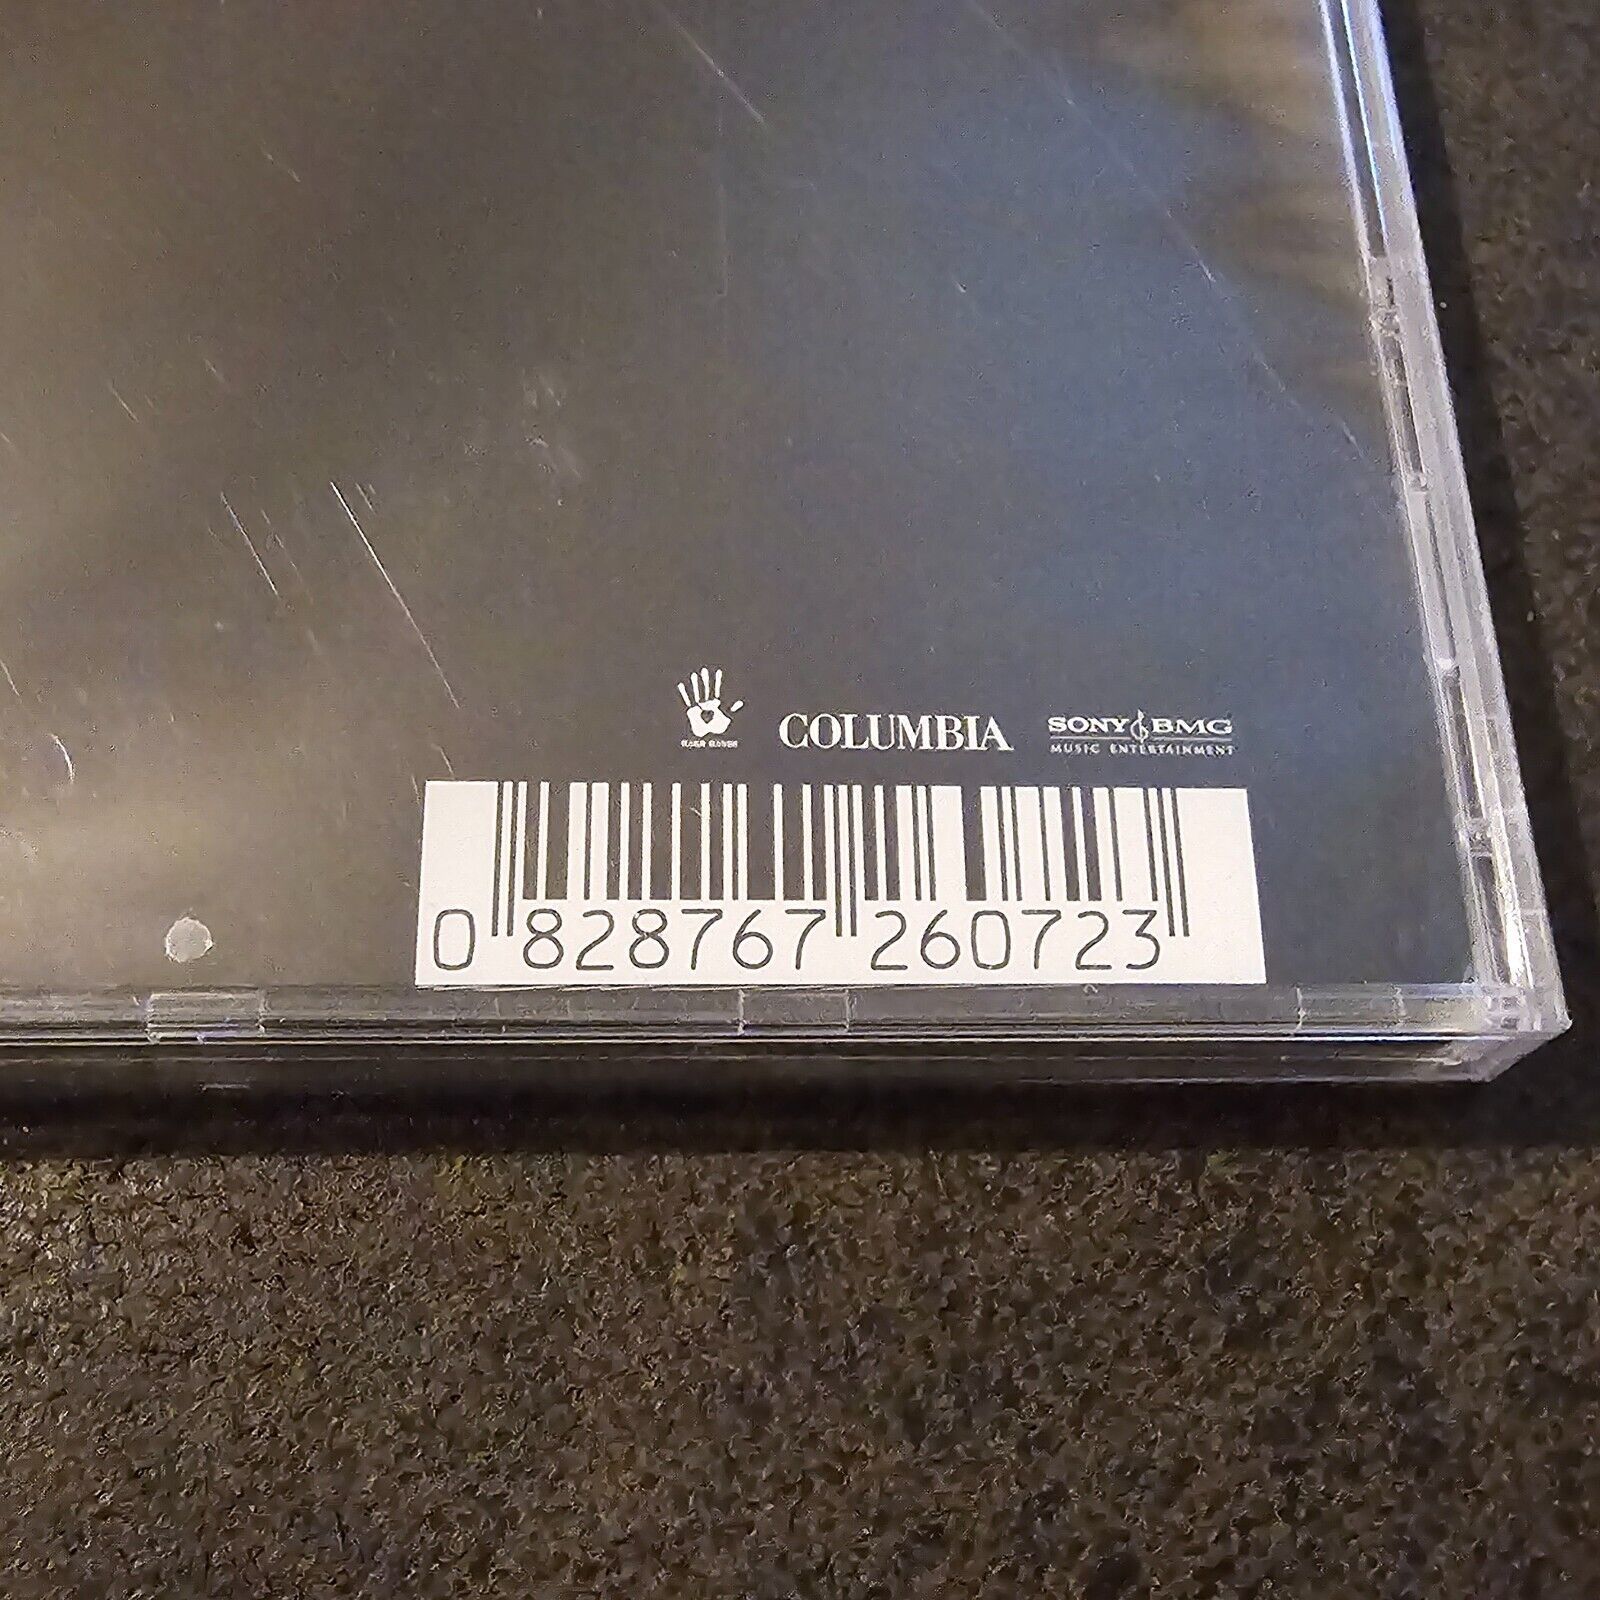 COLUMBIA
SONY BMG
MUSIC ENTERTAINMENT
0 828767 260723